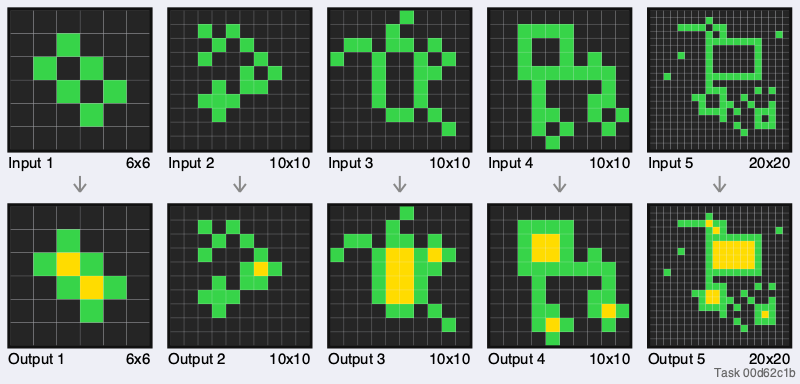 Input 1 6x6
Input 2 10x10
Input 3 10x10
Input 4 10x10
Input 5 20x20
Output 1 6x6
Output 2 10x10
Output 3 10x10
Output 4 10x10
Output 5 20x20
Task 00d62c1b